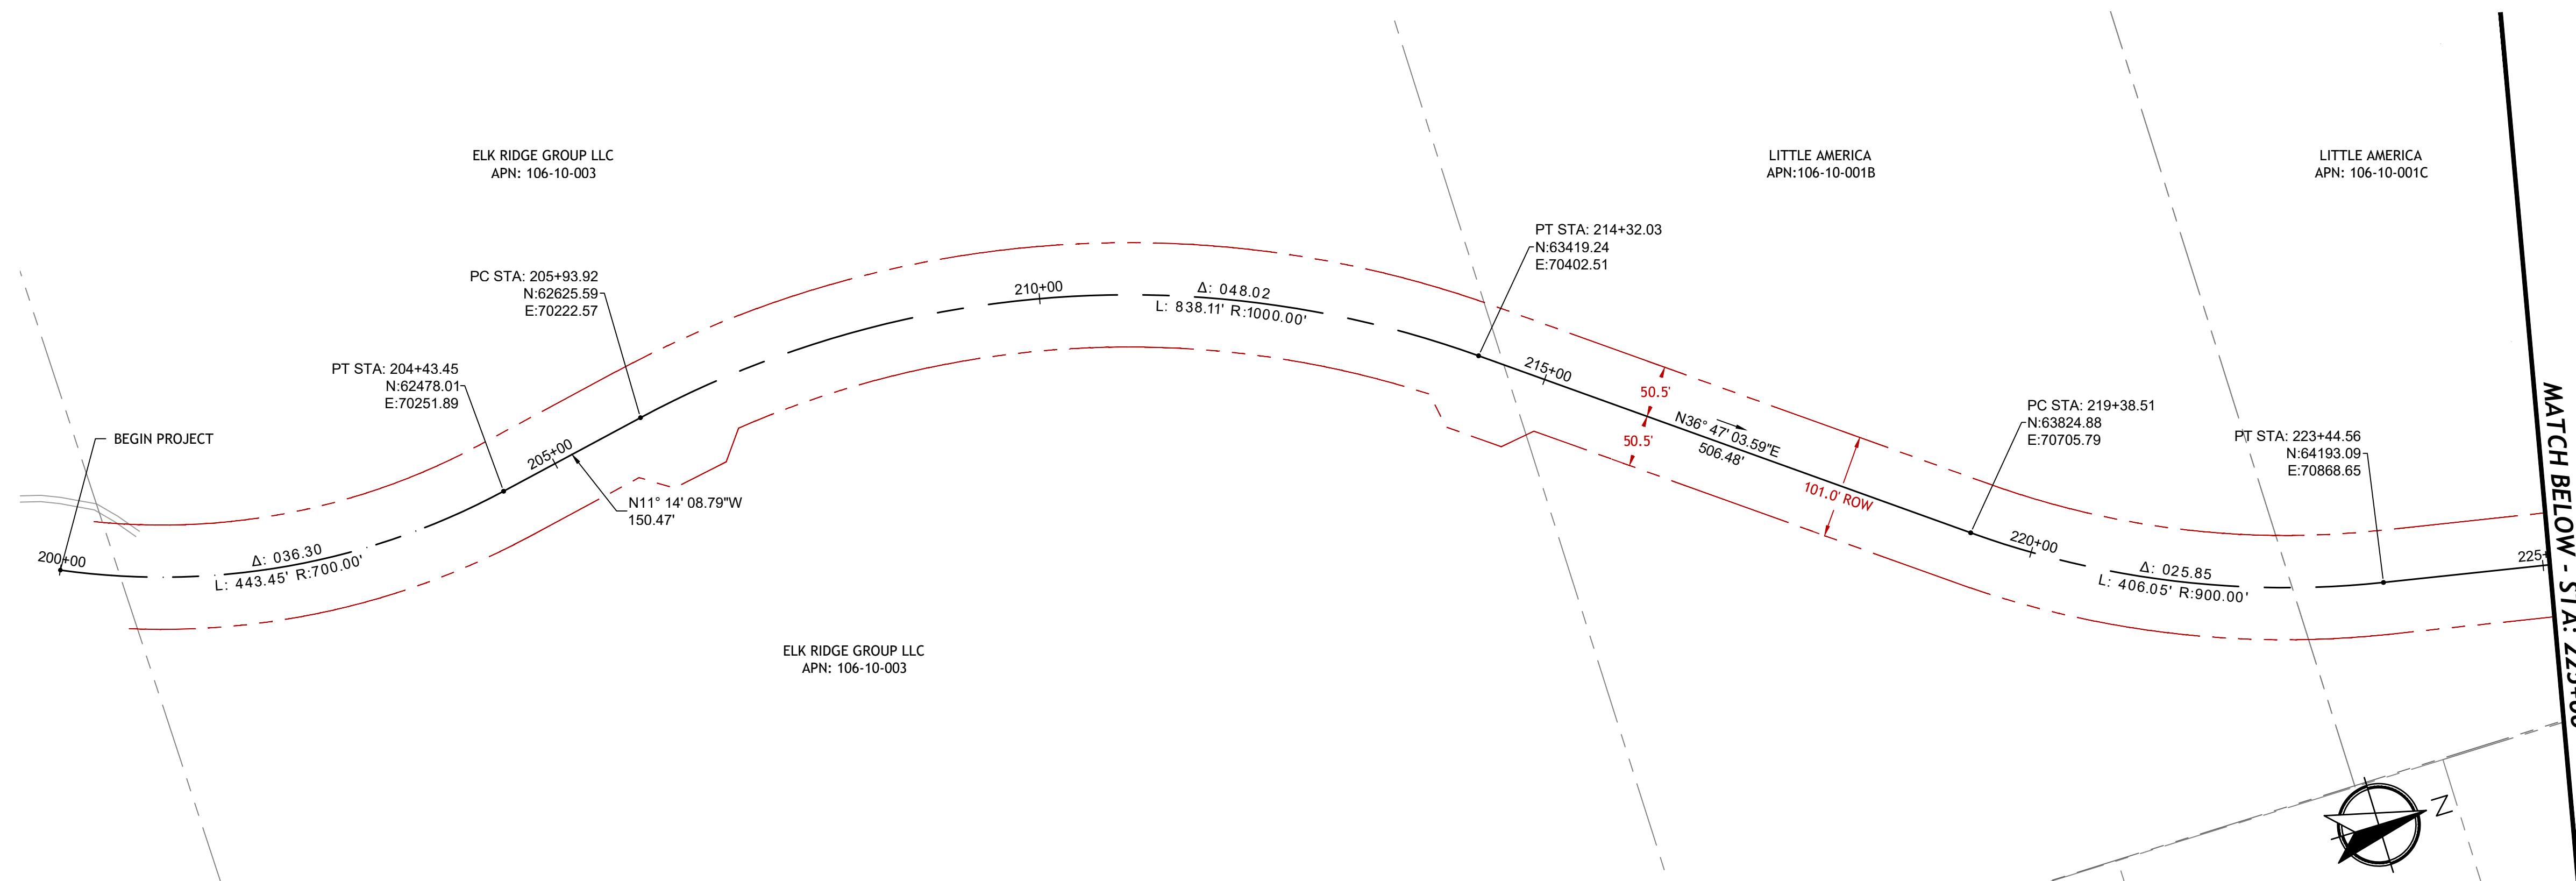 ELK RIDGE GROUP LLC
APN: 106-10-003
LITTLE AMERICA
APN:106-10-001B
LITTLE AMERICA
APN: 106-10-001C
PT STA: 214+32.03
N:63419.24
E:70402.51
PC STA: 205+93.92
N:62625.59
E:70222.57
210+00
Δ: 048.02
L: 838.11' R:1000.00'
PT STA: 204+43.45
N:62478.01
E:70251.89
215+00
50.5'
50.5'
N36° 47' 03.59"E
506.48'
101.0' ROW
PC STA: 219+38.51
N:63824.88
E:70705.79
PT STA: 223+44.56
N:64193.09
E:70868.65
BEGIN PROJECT
205+00
N11° 14' 08.79"W
150.47'
200+00
Δ: 036.30
L: 443.45' R:700.00'
220+00
Δ: 025.85
L: 406.05' R:900.00'
225+
MATCH BELOW - STA: 225+00
ELK RIDGE GROUP LLC
APN: 106-10-003
N